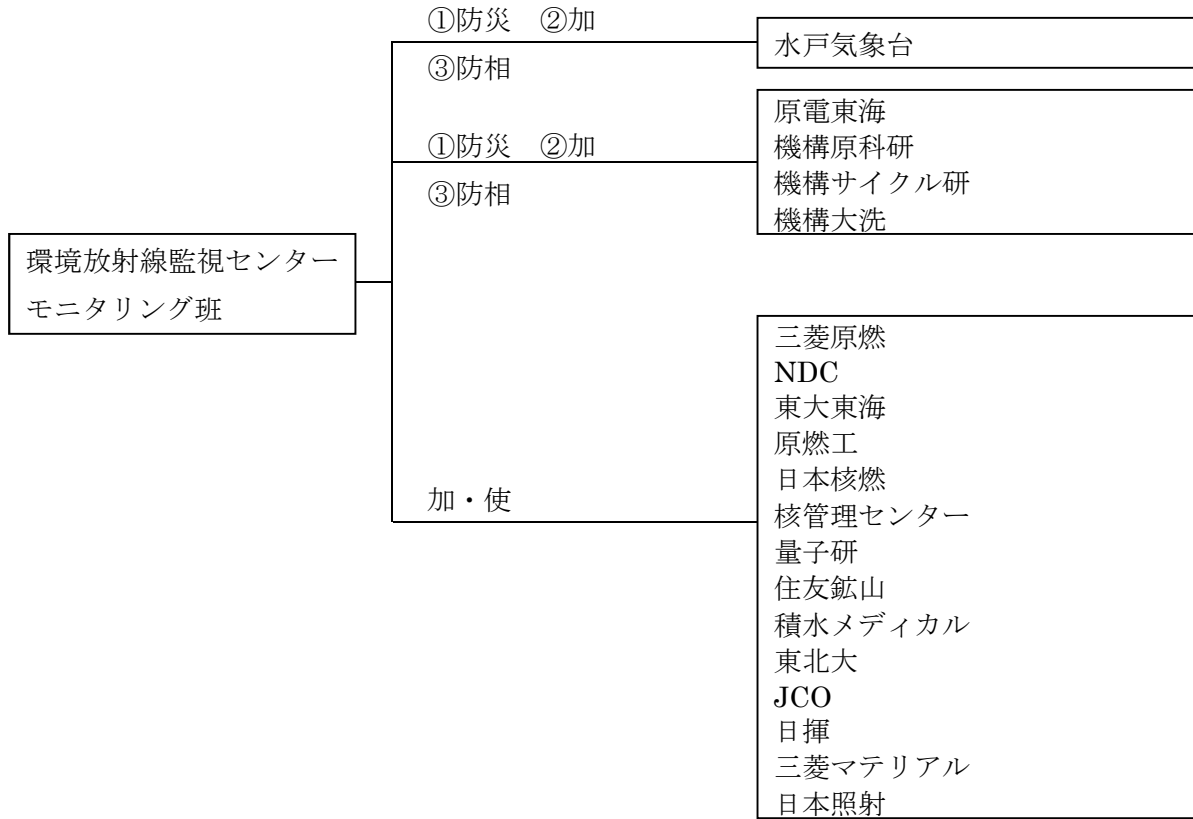 ①防災　②加
③防相
水戸気象台
①防災　②加
③防相
原電東海
機構原科研
機構サイクル研
機構大洗
環境放射線監視センター
モニタリング班
加・使
三菱原燃
NDC
東大東海
原燃工
日本核燃
核管理センター
量子研
住友鉱山
積水メディカル
東北大
JCO
日揮
三菱マテリアル
日本照射